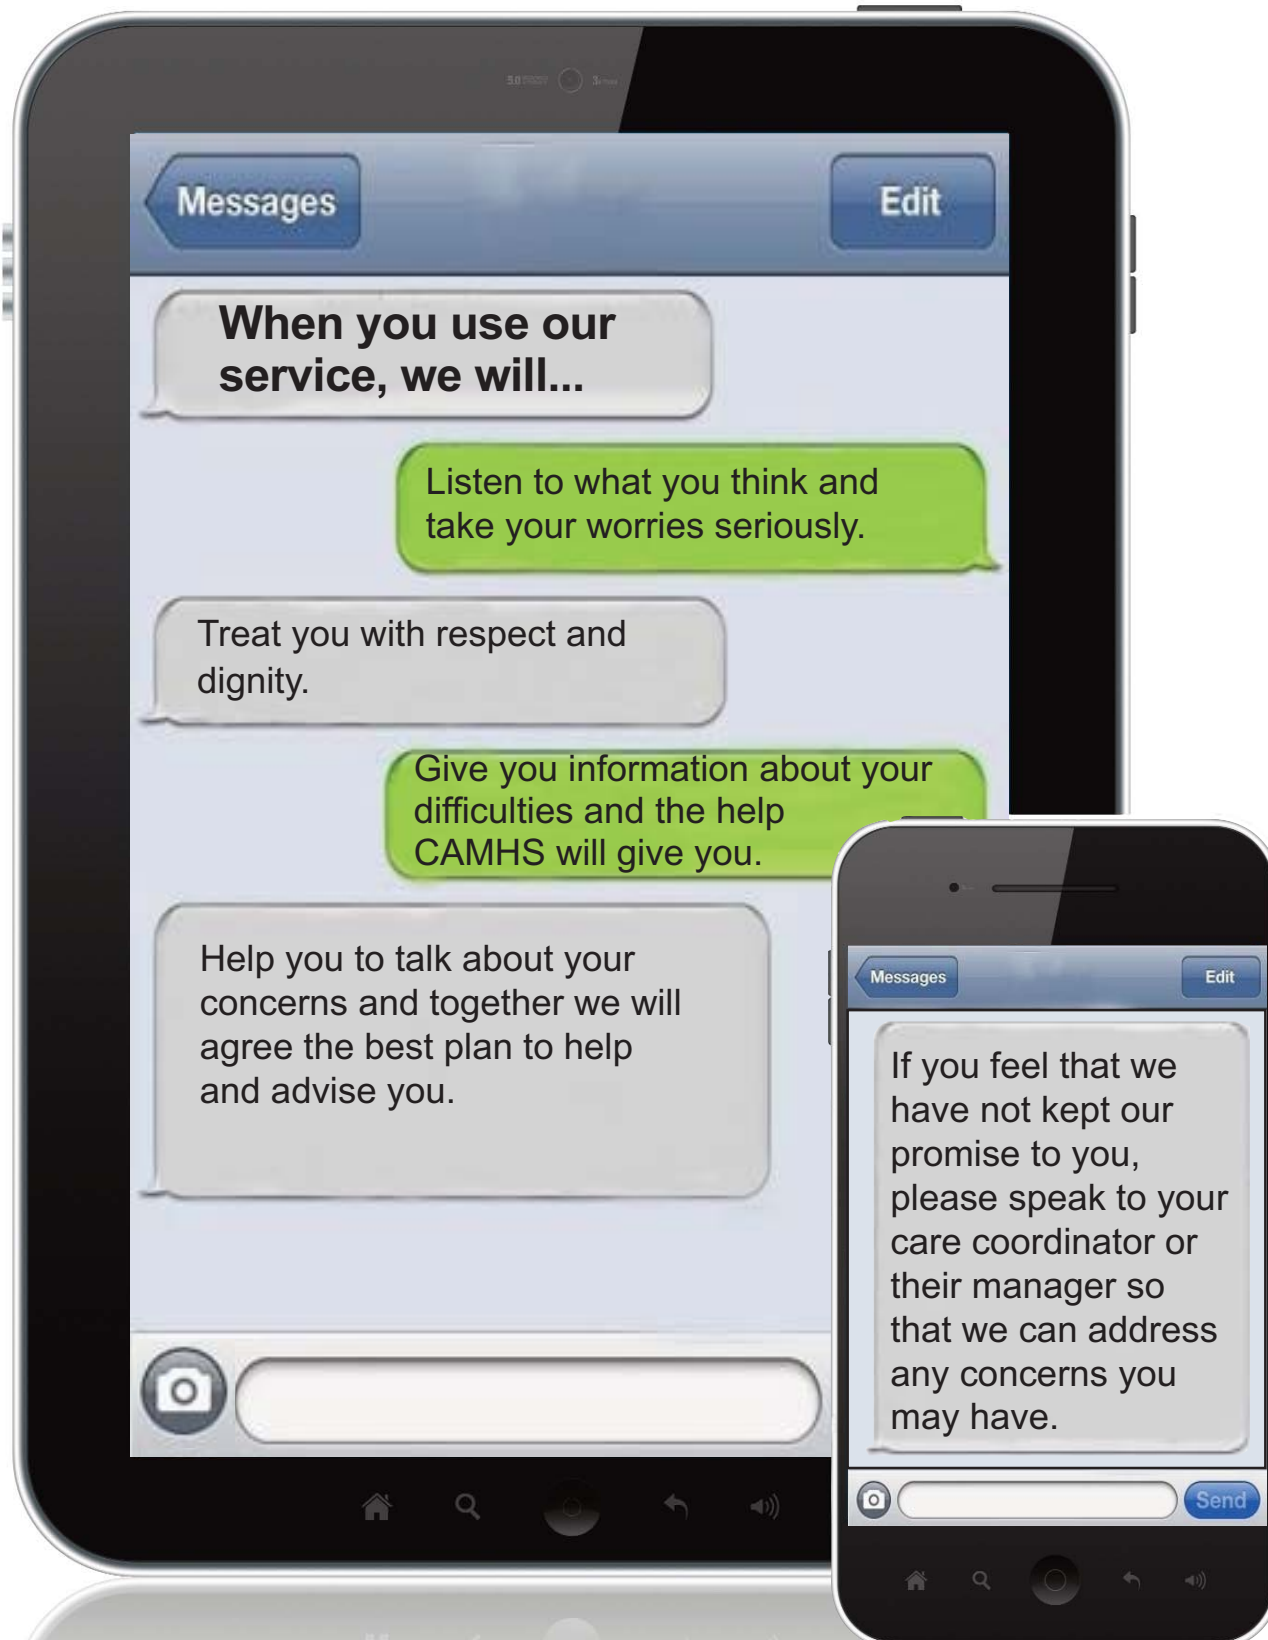 Messages
Edit
When you use our
service, we will...
Listen to what you think and
take your worries seriously.
Treat you with respect and
dignity.
Give you information about your
difficulties and the help
CAMHS will give you.
Help you to talk about your
concerns and together we will
agree the best plan to help
and advise you.
Messages
Edit
If you feel that we
have not kept our
promise to you,
please speak to your
care coordinator or
their manager so
that we can address
any concerns you
may have.
Send